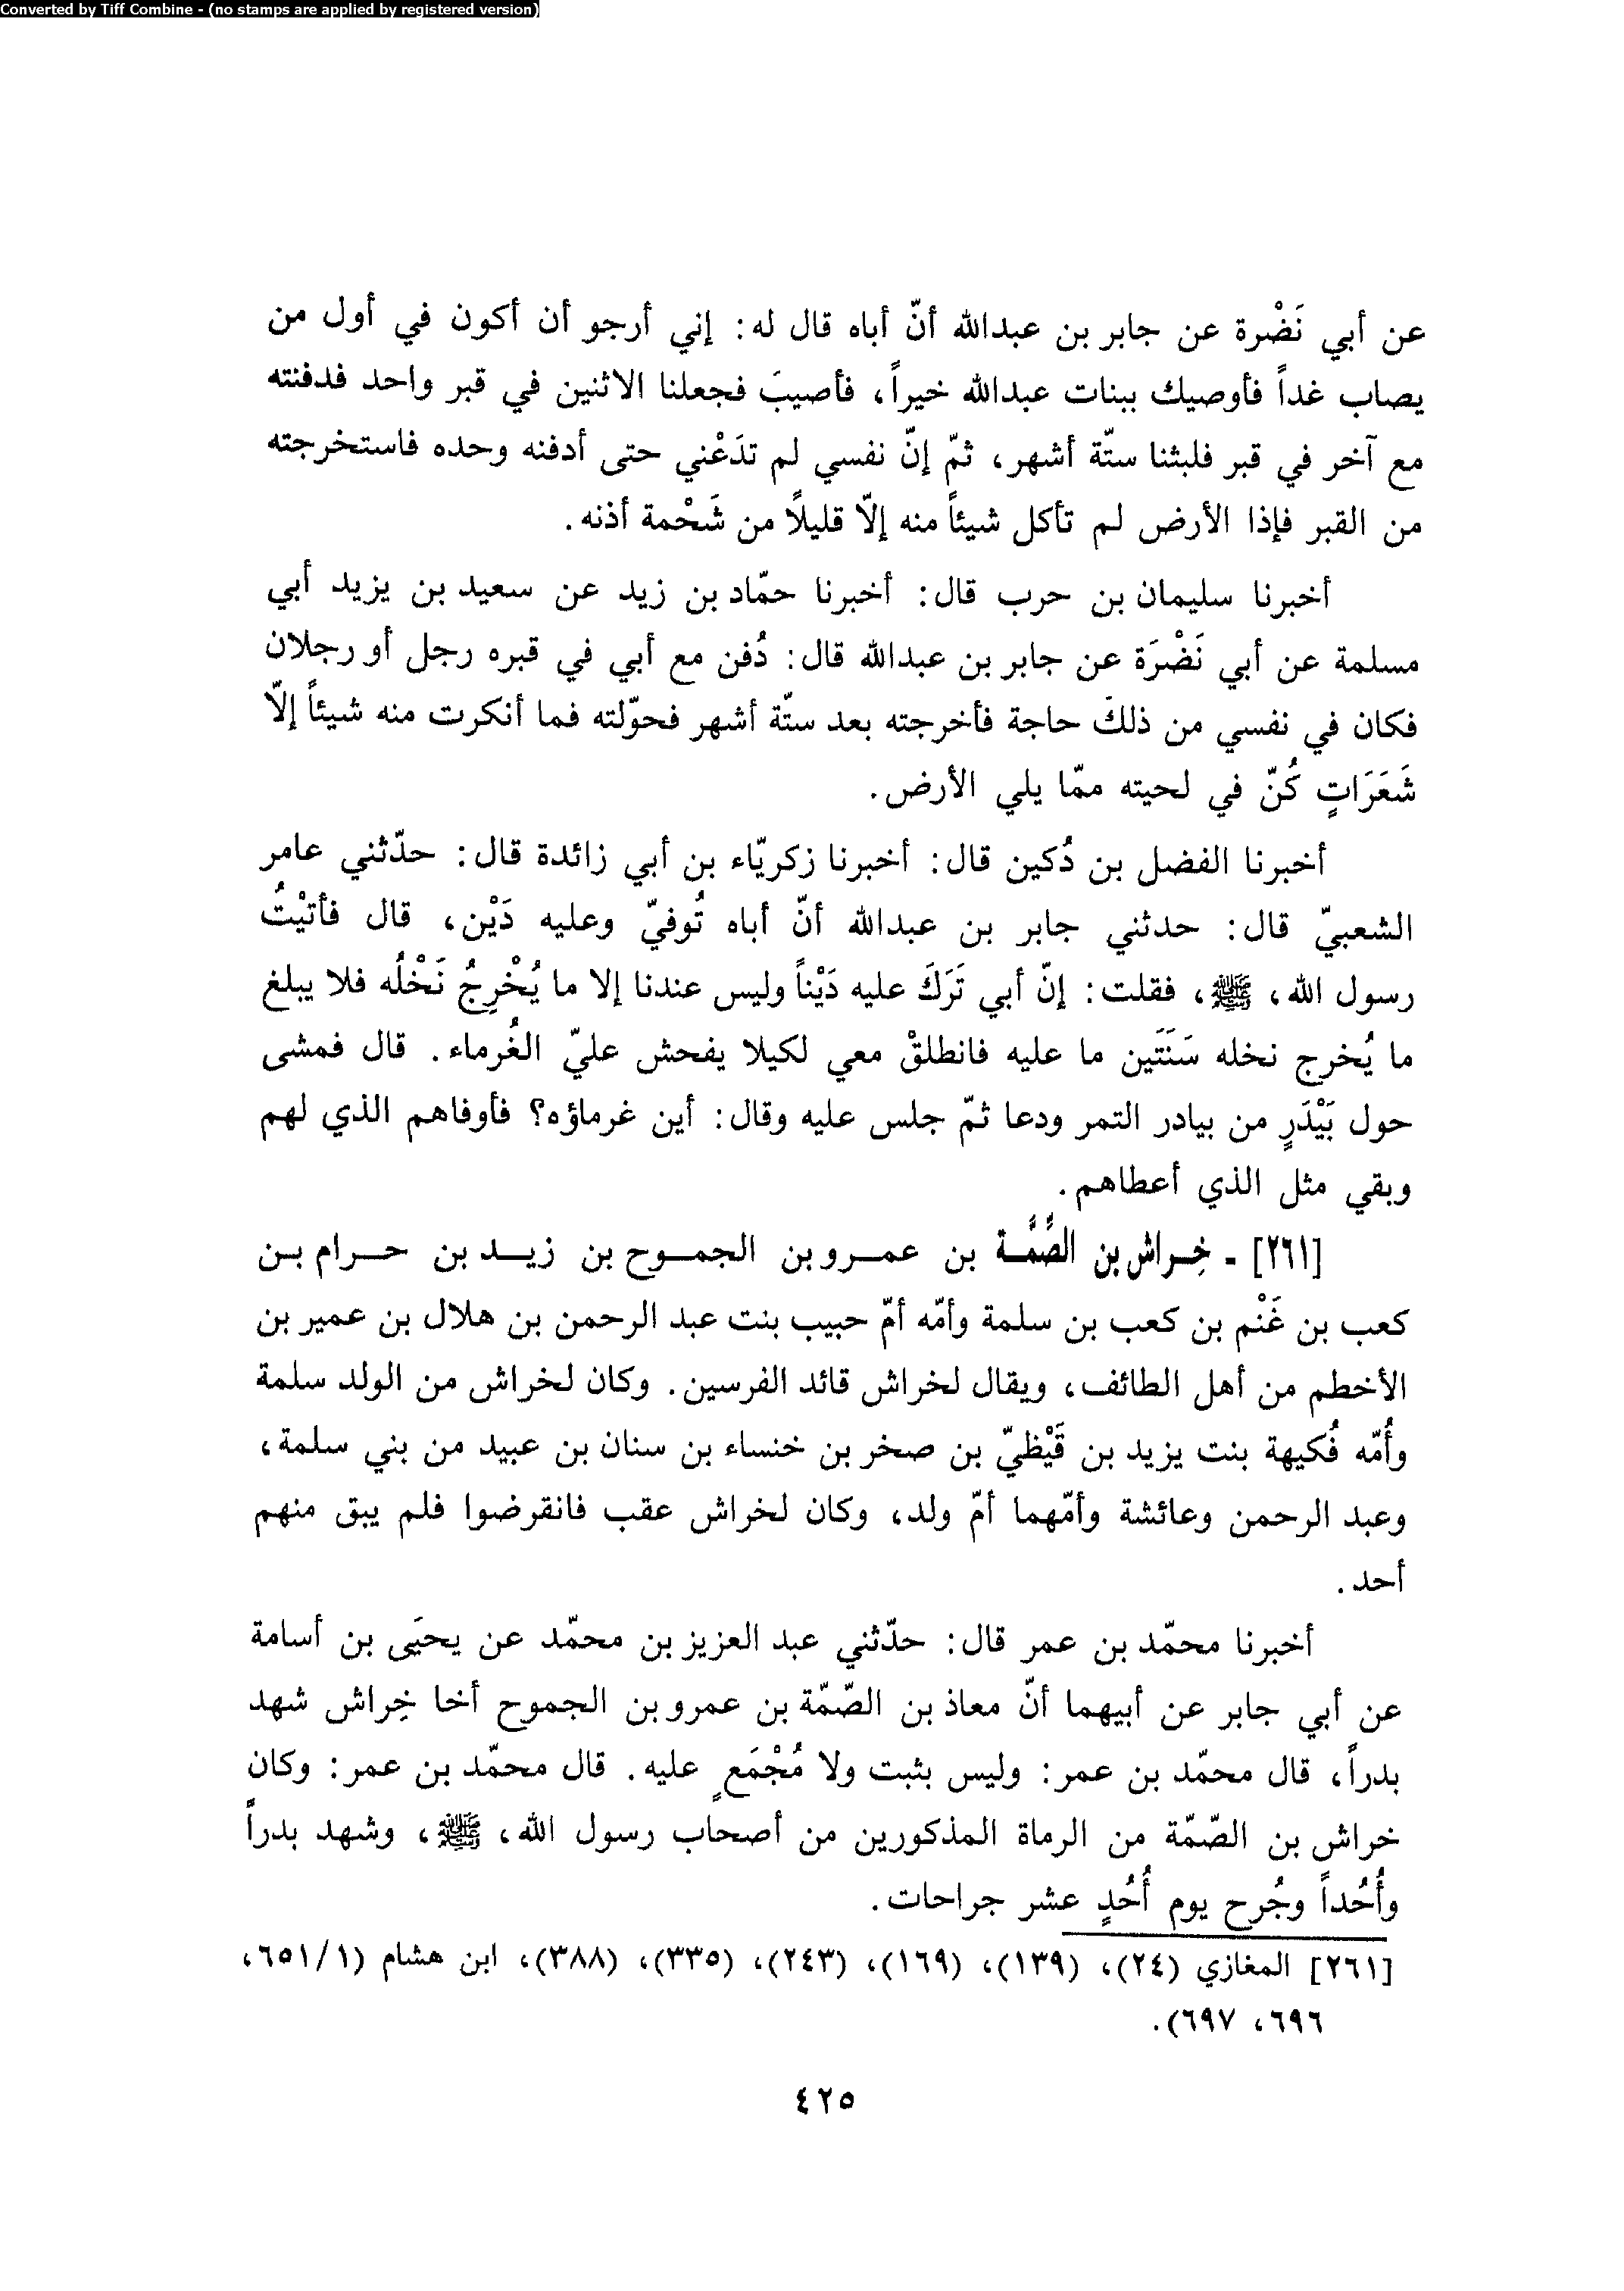 Converted by Tiff Combine - (no stamps are applied by registered version)
عن أبي نَضْرة عن جابر بن عبدالله أنّ أباه قال له: إني أرجو أن أكون في أول من
يصاب غداً فأوصيك ببنات عبدالله خيراً، فأصيبَ فجعلنا الاثنين في قبر واحد فدفنته
مع آخر في قبر فلبثنا ستّة أشهر، ثمّ إنّ نفسي لم تدَعْني حتى أدفنه وحده فاستخرجته
من القبر فإذا الأرض لم تأكل شيئاً منه إلّا قليلًا من شَحْمة أذنه.
أخبرنا سليمان بن حرب قال: أخبرنا حمّاد بن زيد عن سعيد بن يزيد أبي
مسلمة عن أبي نَضْرَة عن جابر بن عبدالله قال: دُفن مع أبي في قبره رجل أو رجلان
فكان في نفسي من ذلكَ حاجة فأخرجته بعد ستّة أشهر فحوّلته فما أنكرت منه شيئاً إلّا
شَعَرَاتٍ كُنّ في لحيته ممّا يلي الأرض.
أخبرنا الفضل بن دُكين قال: أخبرنا زكريّاء بن أبي زائدة قال: حدّثني عامر
الشعبيّ قال: حدثني جابر بن عبدالله أنّ أباه تُوفيّ وعليه دَيْن، قال فأتيْتُ
رسول الله، ﷺ، فقلت: إنّ أبي تَرَكَ عليه دَيْناً وليس عندنا إلا ما يُخْرِجُ نَخْلُه فلا يبلغ
ما يُخرج نخله سَنَتَين ما عليه فانطلقْ معي لكيلا يفحش عليّ الغُرماء. قال فمشى
حول بَيْدَرٍ من بيادر التمر ودعا ثمّ جلس عليه وقال: أين غرماؤه؟ فأوفاهم الذي لهم
وبقي مثل الذي أعطاهم.
[٢٦١] - خِراش بن الصُّمَّة بن عمرو بن الجموح بن زيد بن حرام بن
كعب بن غَنْم بن كعب بن سلمة وأمّه أمّ حبيب بنت عبد الرحمن بن هلال بن عمير بن
الأخطم من أهل الطائف، ويقال لخراش قائد الفرسين. وكان لخراش من الولد سلمة
وأُمّه فُكيهة بنت يزيد بن قَيْظيّ بن صخر بن خنساء بن سنان بن عبيد من بني سلمة،
وعبد الرحمن وعائشة وأمّهما أمّ ولد، وكان لخراش عقب فانقرضوا فلم يبق منهم
أحد.
أخبرنا محمّد بن عمر قال: حدّثني عبد العزيز بن محمّد عن يحيَى بن أسامة
عن أبي جابر عن أبيهما أنّ معاذ بن الصّمّة بن عمرو بن الجموح أخا خِراش شهد
بدراً، قال محمّد بن عمر: وليس بثبت ولا مُجْمَعٍ عليه. قال محمّد بن عمر: وكان
خراش بن الصّمّة من الرماة المذكورين من أصحاب رسول الله، ﷺ، وشهد بدراً
وأُحُداً وجُرح يوم أُحُدٍ عشر جراحات.
[٢٦١] المغازي (٢٤)، (١٣٩)، (١٦٩)، (٢٤٣)، (٣٣٥)، (٣٨٨)، ابن هشام (١/ ٦٥١،
٦٩٦، ٦٩٧).
٤٢٥